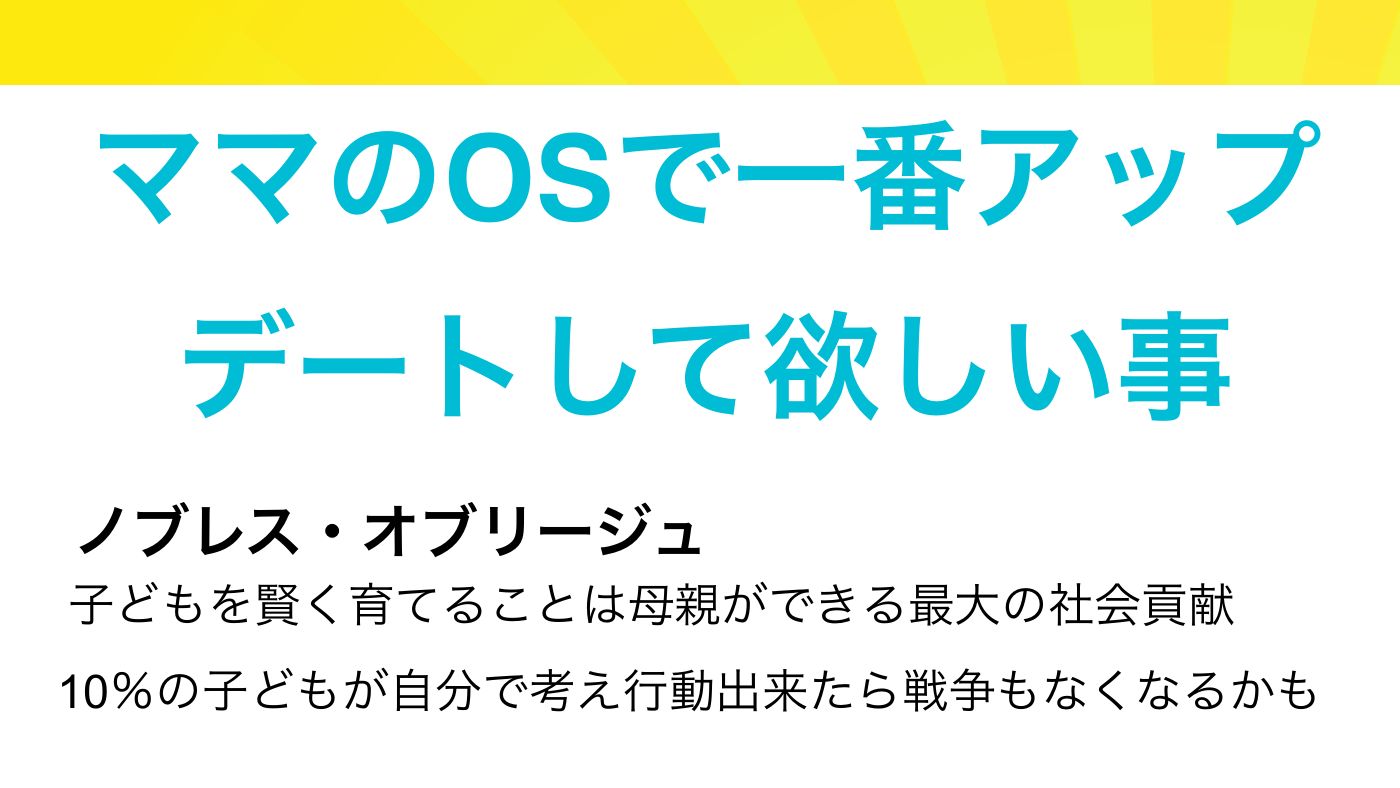 ママのOSで一番アップ
デートして欲しい事
ノブレス・オブリージュ
子どもを賢く育てることは母親ができる最大の社会貢献
10%の子どもが自分で考え行動出来たら戦争もなくなるかも